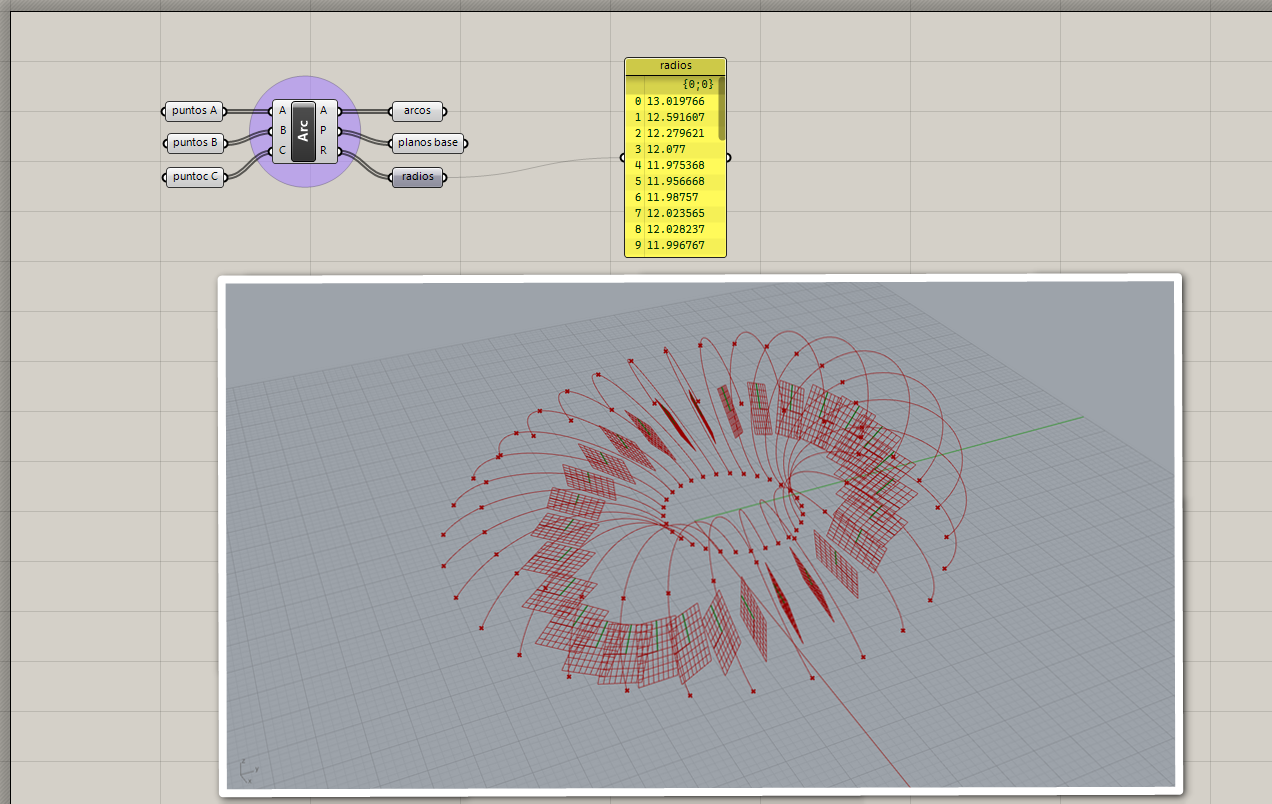 puntos A
puntos B
puntoc C
A
B
C
Arc
A
P
R
arcos
planos base
radios
radios
{0;0}
0 13.019766
1 12.591607
2 12.279621
3 12.077
4 11.975360
5 11.956660
6 11.98757
7 12.023565
8 12.028237
9 11.996767
z
y
x